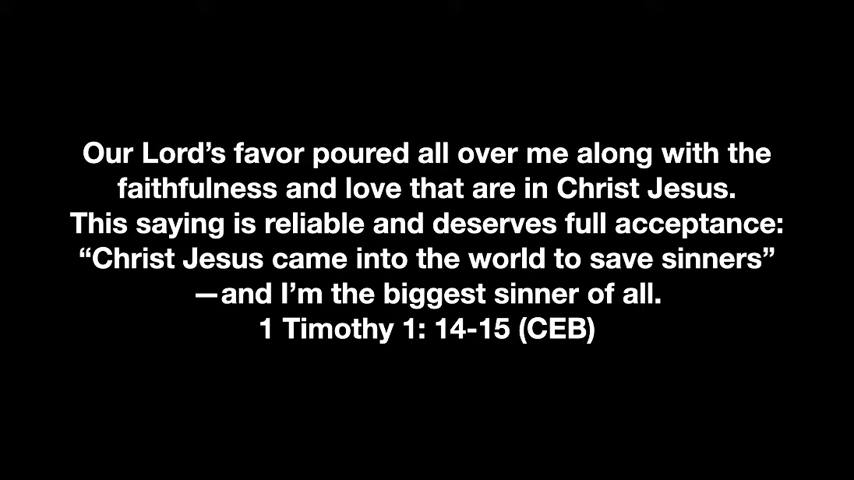 Our Lord’s favor poured all over me along with the
faithfulness and love that are in Christ Jesus.
This saying is reliable and deserves full acceptance:
“Christ Jesus came into the world to save sinners”
—and I’m the biggest sinner of all.
1 Timothy 1: 14-15 (CEB)